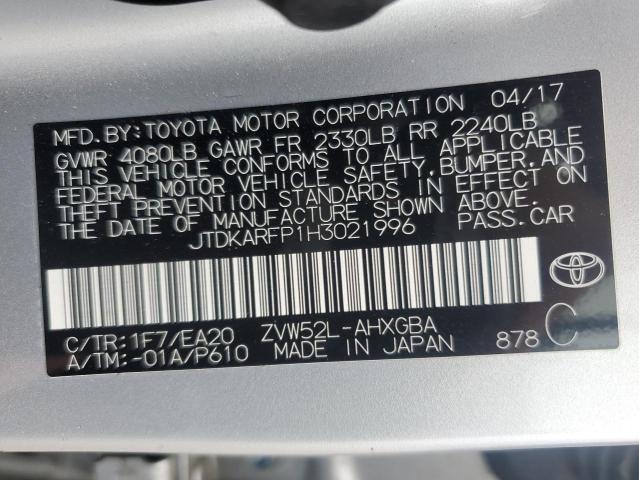 MFD.BY:TOYOTA MOTOR CORPORATION 04/17
GVWR 4080LB GAWR FR 2330LB RR 2240LB
THIS VEHICLE CONFORMS TO ALL APPLICABLE
FEDERAL MOTOR VEHICLE SAFETY,BUMPER,AND
THEFT PREVENTION STANDARDS IN EFFECT ON
THE DATE OF MANUFACTURE SHOWN ABOVE.
JTDKARFP1H3021996 PASS.CAR
C/TR:1F7/EA20 ZVW52L-AHXGBA
A/TM:-01A/P610 MADE IN JAPAN 878 C
TOYOTA